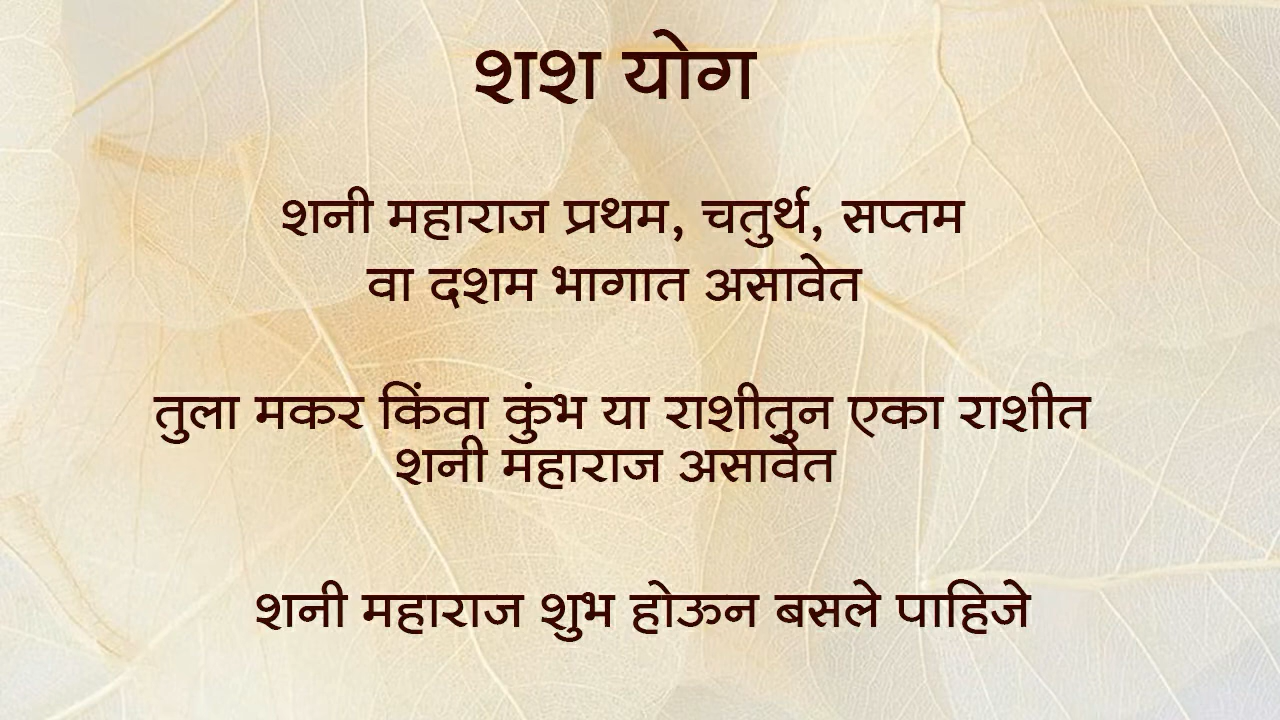 शश योग
शनी महाराज प्रथम, चतुर्थ, सप्तम
वा दशम भागात असावेत
तुला मकर किंवा कुंभ या राशीतुन एका राशीत
शनी महाराज असावेत
शनी महाराज शुभ होऊन बसले पाहिजे